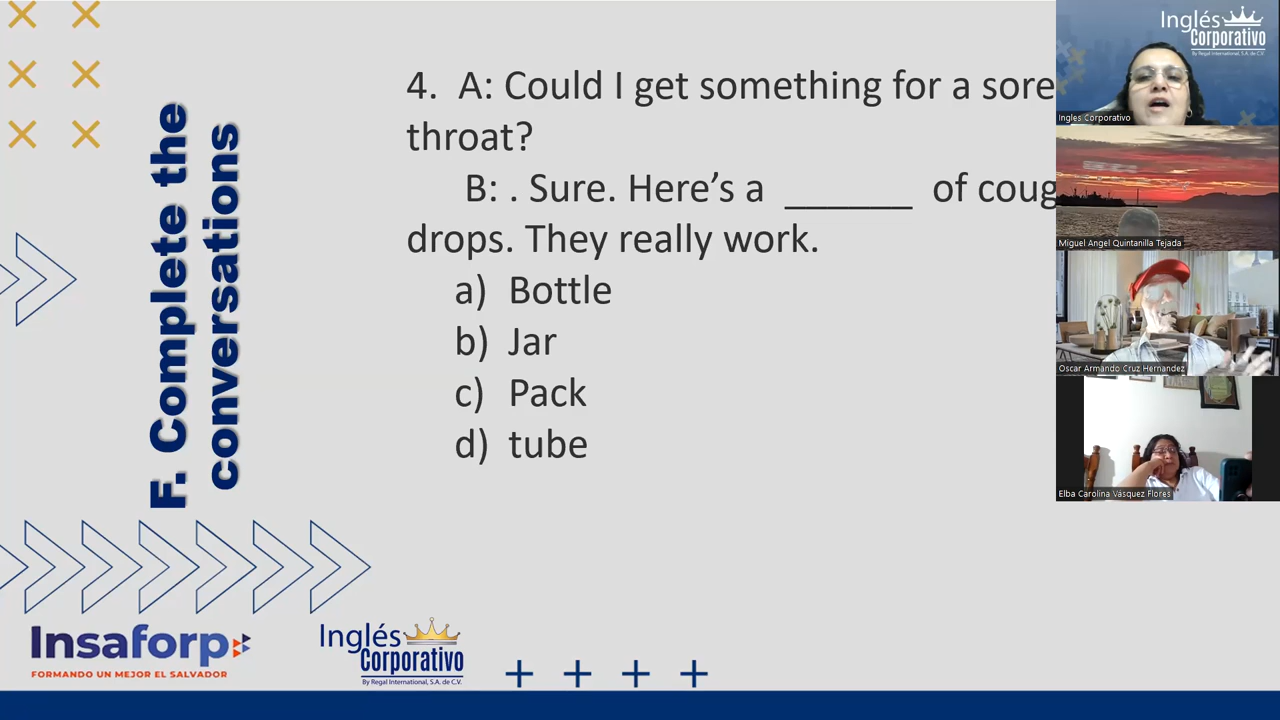 F. Complete the
conversations
4. A: Could I get something for a sore
throat?
B: . Sure. Here's a ______ of coug
drops. They really work.
a) Bottle
b) Jar
c) Pack
d) tube
Insaforp
FORMANDO UN MEJOR EL SALVADOR
Inglés
Corporativo
By Regal International, S.A. de C.V.
Inglés
Corporativo
By Regal International, S.A. de C.V.
Ingles Corporativo
Miguel Angel Quintanilla Tejada
Oscar Armando Cruz Hernandez
Elba Carolina Vásquez Flores